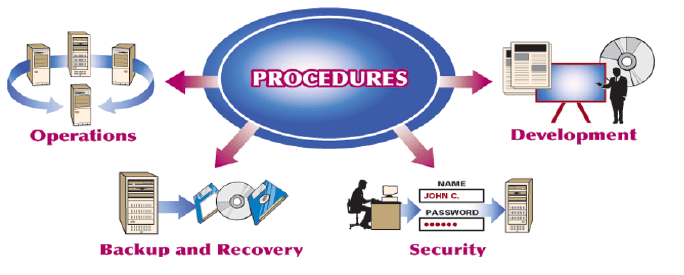 PROCEDURES
Operations
Development
NAME
JOHN C.
PASSWORD
Backup and Recovery
Security